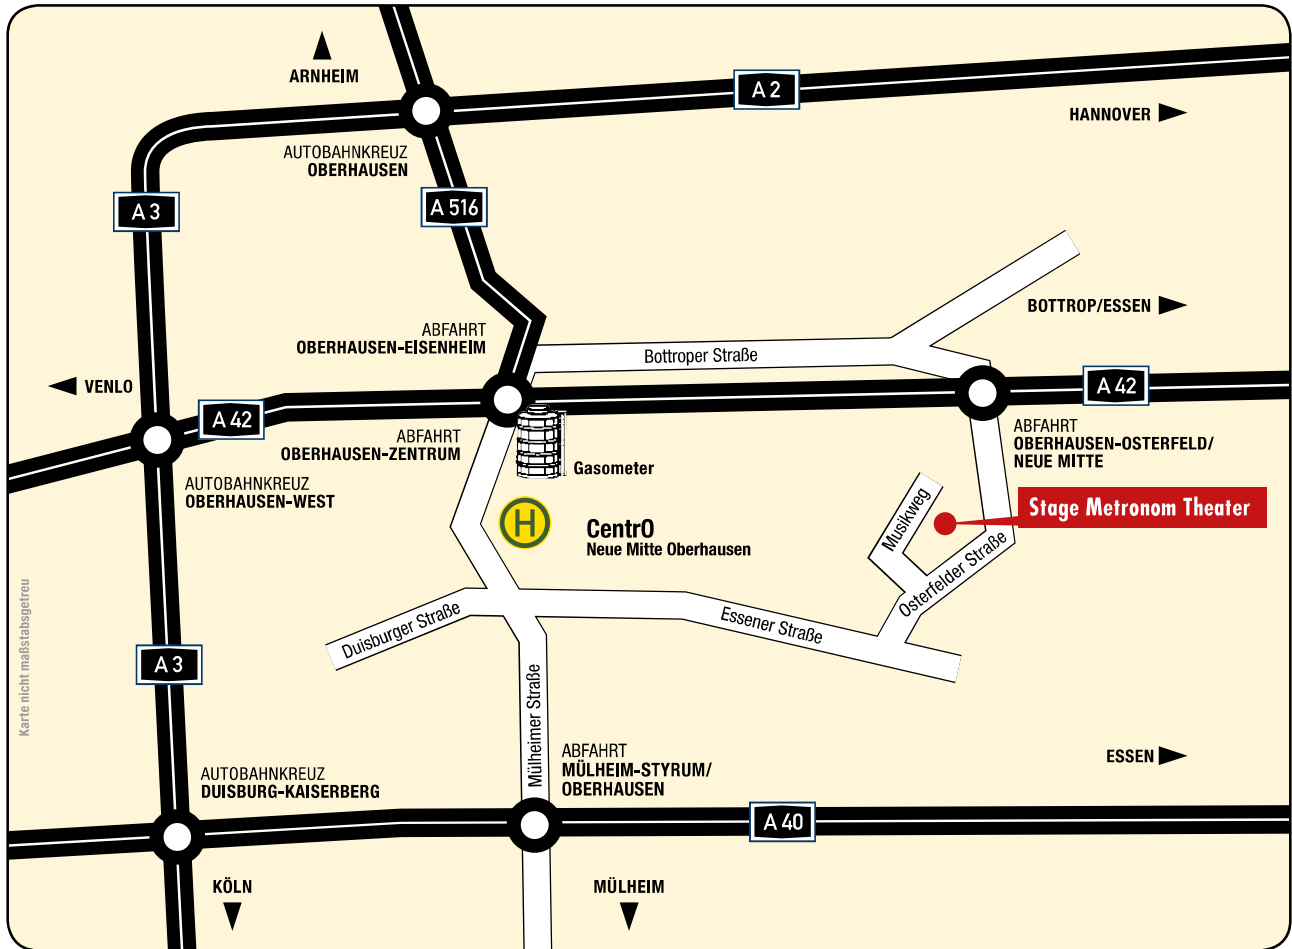 ARNHEIM
A 2
HANNOVER
AUTOBAHNKREUZ
OBERHAUSEN
A 3
A 516
BOTTROP/ESSEN
ABFAHRT
OBERHAUSEN-EISENHEIM
Bottroper Straße
VENLO
A 42
A 42
ABFAHRT
OBERHAUSEN-ZENTRUM
Gasometer
ABFAHRT
OBERHAUSEN-OSTERFELD/
NEUE MITTE
AUTOBAHNKREUZ
OBERHAUSEN-WEST
H
CentrO
Neue Mitte Oberhausen
Musikweg
Stage Metronom Theater
Osterfelder Straße
Duisburger Straße
Essener Straße
Karte nicht maßstabsgetreu
A 3
Mülheimer Straße
ABFAHRT
MÜLHEIM-STYRUM/
OBERHAUSEN
ESSEN
AUTOBAHNKREUZ
DUISBURG-KAISERBERG
A 40
KÖLN
MÜLHEIM